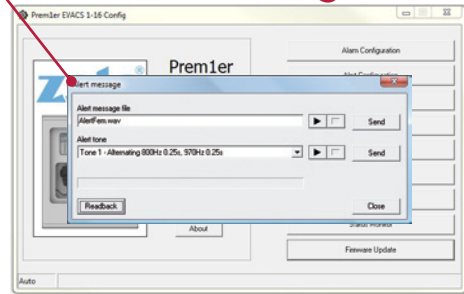 Prem1er EVACS 1-16 Config
Alarm Configuration
Prem1er
Alert message
Alert message file
AlertFem.wav
Send
Alert tone
Tone 1 - Alternating 800Hz 0.25s, 970Hz 0.25s
Send
Readback
Close
About
Status Monitor
Firmware Update
Auto